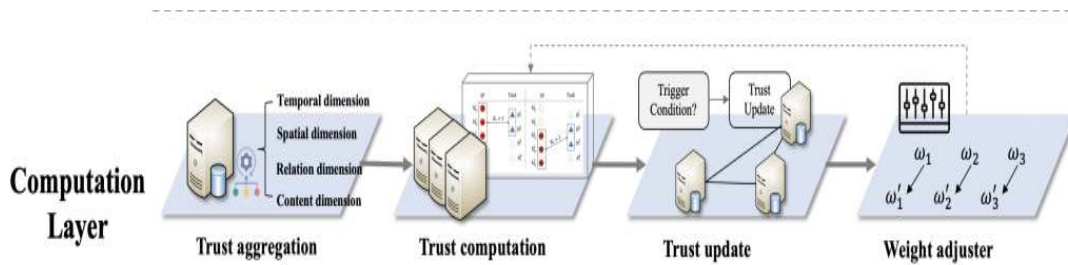 Computation
Layer
Temporal dimension
Spatial dimension
Relation dimension
Content dimension
Trust aggregation
Trust computation
Trigger
Condition?
Trust
Update
Trust update
ω₁ ω₂ ω₃
ω₁′ ω₂′ ω₃′
Weight adjuster